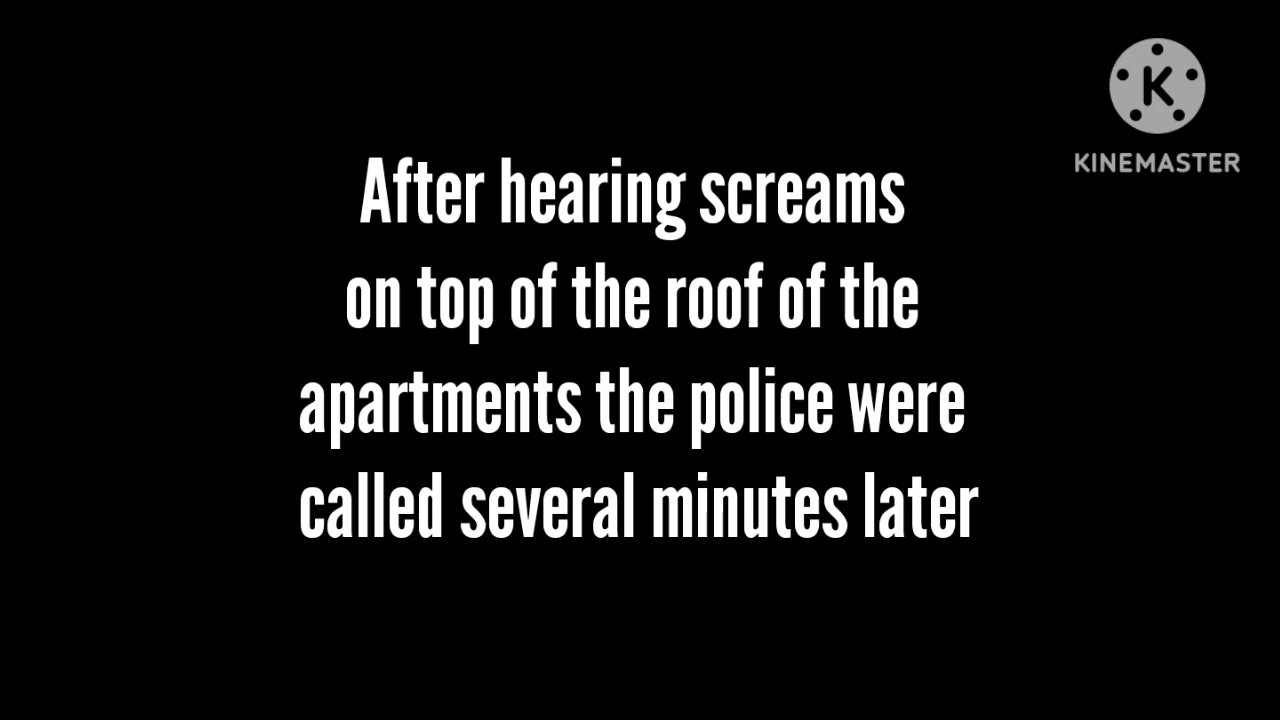 K
KINEMASTER
After hearing screams
on top of the roof of the
apartments the police were
called several minutes later